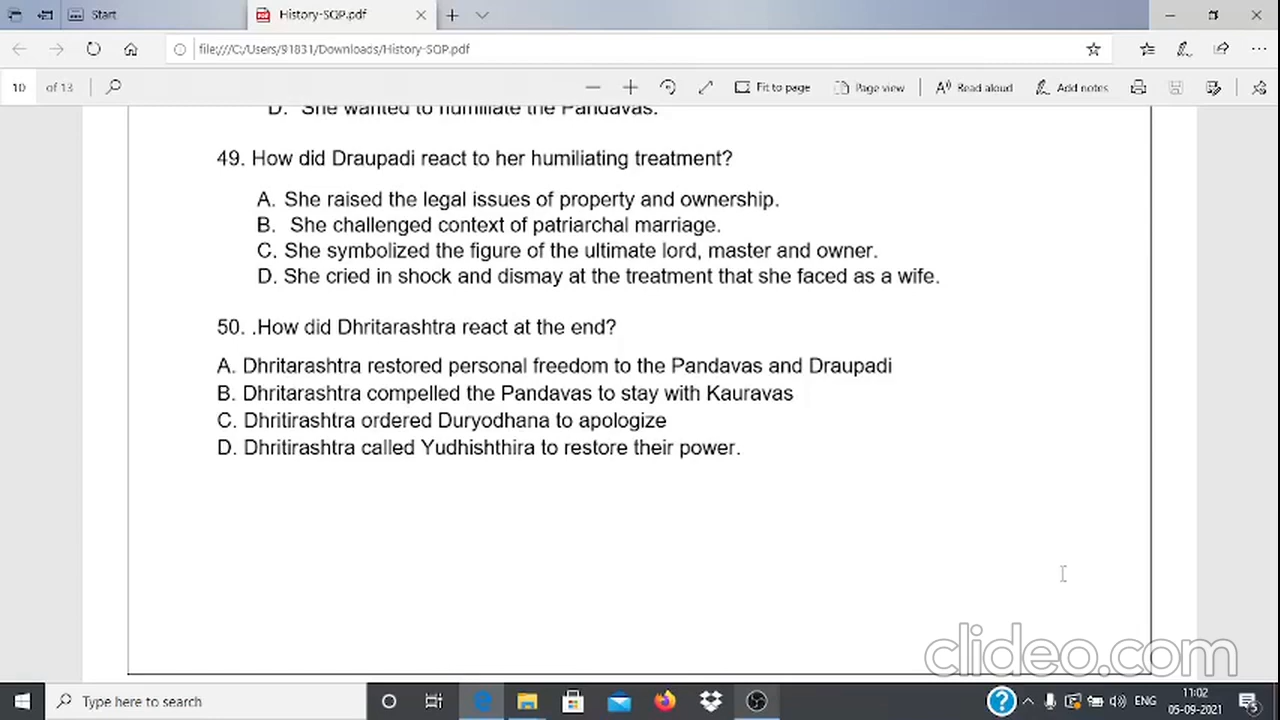 Start
History-SQP.pdf
file:///C:/Users/91831/Downloads/History-SQP.pdf
10 of 13
Fit to page
Page view
Read aloud
Add notes
D. She wanted to humiliate the Pandavas.
49. How did Draupadi react to her humiliating treatment?
A. She raised the legal issues of property and ownership.
B. She challenged context of patriarchal marriage.
C. She symbolized the figure of the ultimate lord, master and owner.
D. She cried in shock and dismay at the treatment that she faced as a wife.
50. .How did Dhritarashtra react at the end?
A. Dhritarashtra restored personal freedom to the Pandavas and Draupadi
B. Dhritarashtra compelled the Pandavas to stay with Kauravas
C. Dhritirashtra ordered Duryodhana to apologize
D. Dhritirashtra called Yudhishthira to restore their power.
clideo.com
Type here to search
ENG
11:02
05-09-2021
5